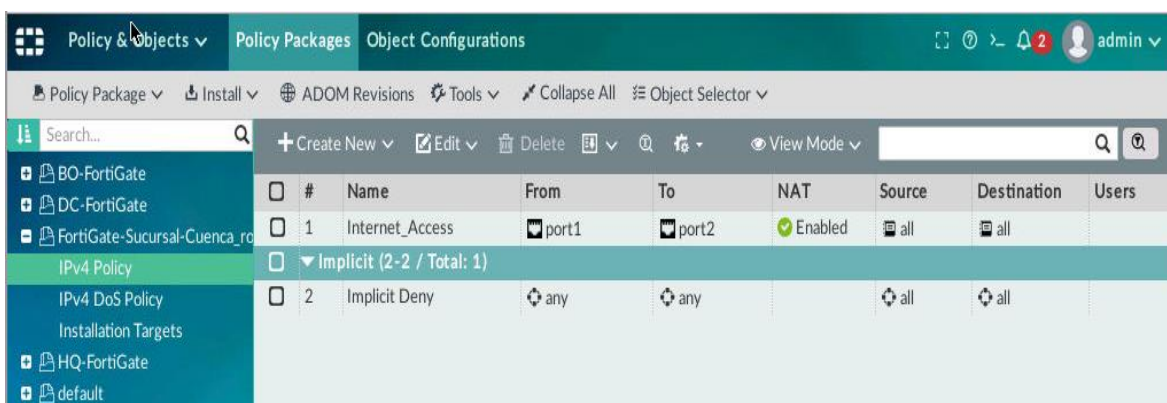 Policy & Objects
Policy Packages
Object Configurations
2
admin
Policy Package
Install
ADOM Revisions
Tools
Collapse All
Object Selector
Search...
Create New
Edit
Delete
View Mode
BO-FortiGate
DC-FortiGate
FortiGate-Sucursal-Cuenca_ro
IPv4 Policy
IPv4 DoS Policy
Installation Targets
HQ-FortiGate
default
# Name From To NAT Source Destination Users
1 Internet_Access port1 port2 Enabled all all
Implicit (2-2 / Total: 1)
2 Implicit Deny any any all all